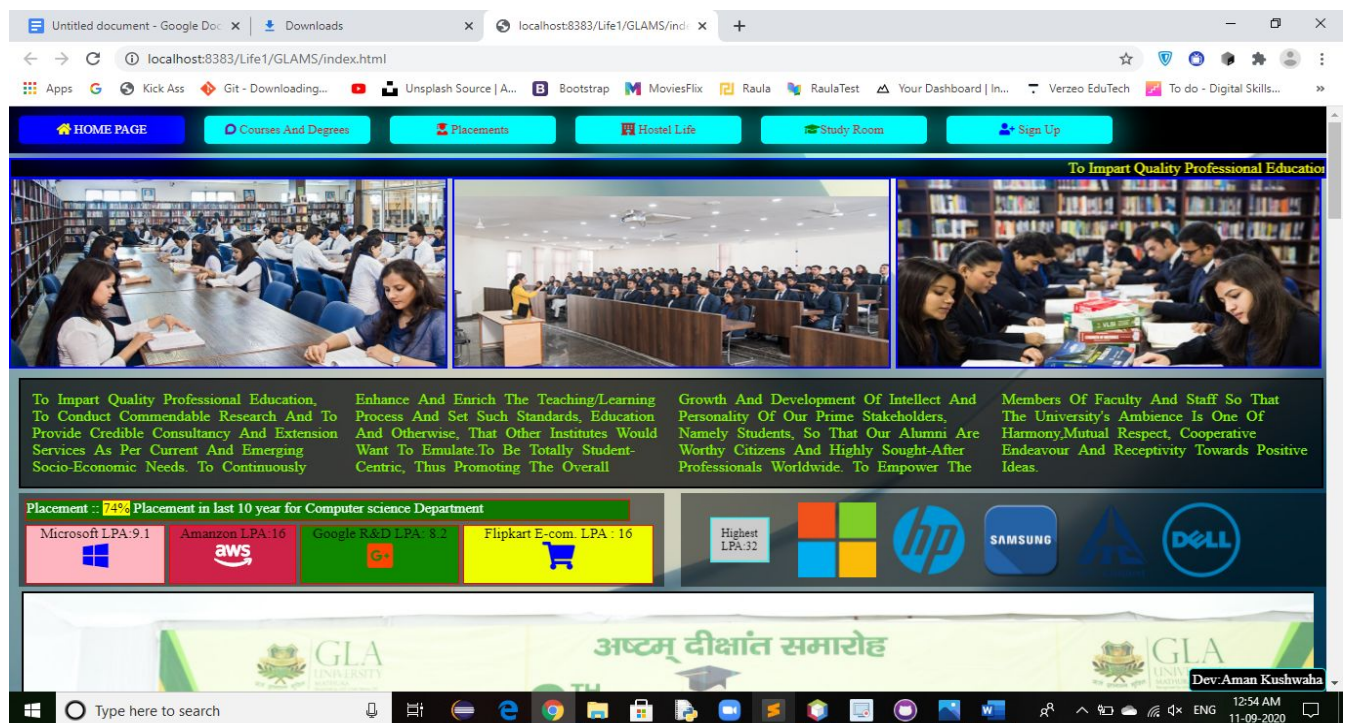 Untitled document - Google Doc
Downloads
localhost:8383/Life1/GLAMS/ind
localhost:8383/Life1/GLAMS/index.html
Apps
G
Kick Ass
Git - Downloading...
Unsplash Source | A...
B
Bootstrap
MoviesFlix
Raula
RaulaTest
Your Dashboard | In...
Verzeo EduTech
To do - Digital Skills...
»
HOME PAGE
Courses And Degrees
Placements
Hostel Life
Study Room
Sign Up
To Impart Quality Professional Education
To Impart Quality Professional Education,
To Conduct Commendable Research And To
Provide Credible Consultancy And Extension
Services As Per Current And Emerging
Socio-Economic Needs. To Continuously
Enhance And Enrich The Teaching/Learning
Process And Set Such Standards, Education
And Otherwise, That Other Institutes Would
Want To Emulate.To Be Totally Student-
Centric, Thus Promoting The Overall
Growth And Development Of Intellect And
Personality Of Our Prime Stakeholders,
Namely Students, So That Our Alumni Are
Worthy Citizens And Highly Sought-After
Professionals Worldwide. To Empower The
Members Of Faculty And Staff So That
The University's Ambience Is One Of
Harmony,Mutual Respect, Cooperative
Endeavour And Receptivity Towards Positive
Ideas.
Placement :: 74% Placement in last 10 year for Computer science Department
Microsoft LPA:9.1
Amanzon LPA:16
aws
Google R&D LPA: 8.2
G+
Flipkart E-com. LPA : 16
Highest
LPA:32
hp
SAMSUNG
DELL
अष्टम् दीक्षांत समारोह
GLA
UNIVERSITY
GLA
TH
Dev:Aman Kushwaha
Type here to search
ENG
12:54 AM
11-09-2020